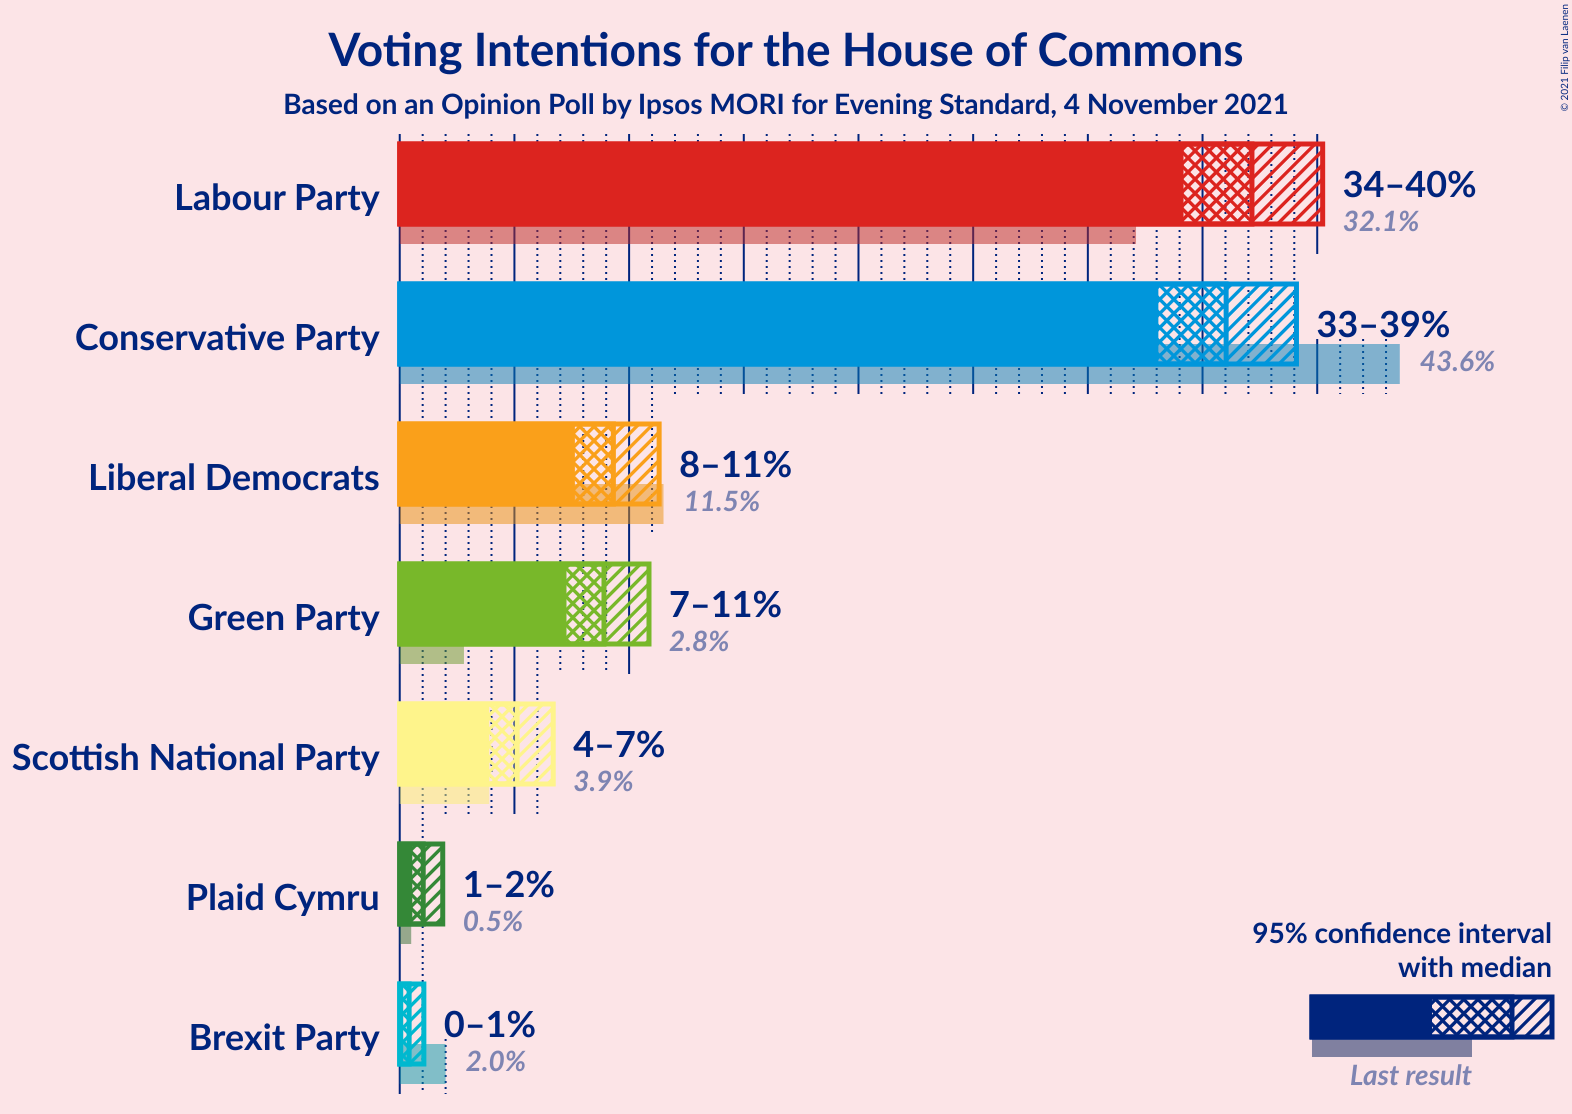 Voting Intentions for the House of Commons
Based on an Opinion Poll by Ipsos MORI for Evening Standard, 4 November 2021
© 2021 Filip van Laenen
Labour Party
34–40%
32.1%
Conservative Party
33–39%
43.6%
Liberal Democrats
8–11%
11.5%
Green Party
7–11%
2.8%
Scottish National Party
4–7%
3.9%
Plaid Cymru
1–2%
0.5%
Brexit Party
0–1%
2.0%
95% confidence interval
with median
Last result